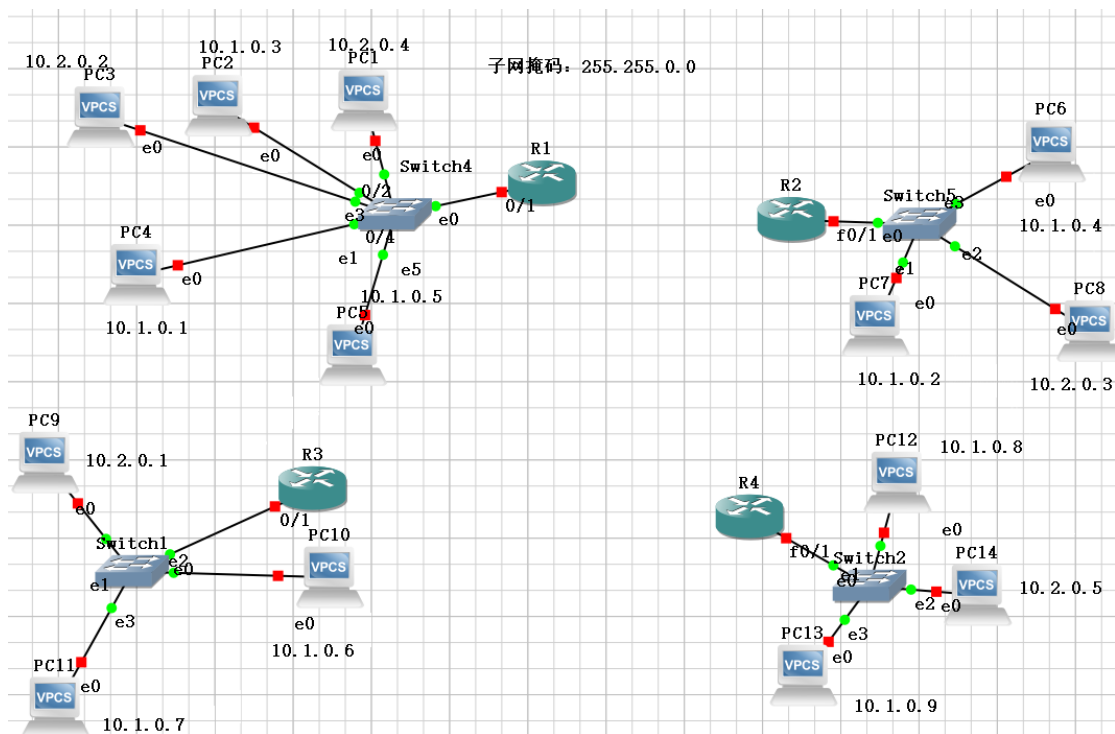 10.2.0.2
PC3
VPCS
e0
10.1.0.3
PC2
VPCS
e0
10.2.0.4
PC1
VPCS
e0
子网掩码：255.255.0.0
Switch4
0/2
e3
0/4
e1
e5
e0
R1
0/1
PC4
VPCS
e0
10.1.0.1
10.1.0.5
PC5
e0
VPCS
PC6
VPCS
e0
10.1.0.4
R2
f0/1
Switch5
e3
e0
e2
e1
PC7
e0
VPCS
10.1.0.2
PC8
e0
VPCS
10.2.0.3
PC9
VPCS
10.2.0.1
e0
R3
0/1
Switch1
e2
e0
e1
e3
PC10
VPCS
e0
10.1.0.6
PC11
e0
VPCS
10.1.0.7
PC12
10.1.0.8
VPCS
e0
R4
f0/1
Switch2
e1
e0
e2
e3
PC14
VPCS
e0
10.2.0.5
PC13
e0
VPCS
10.1.0.9